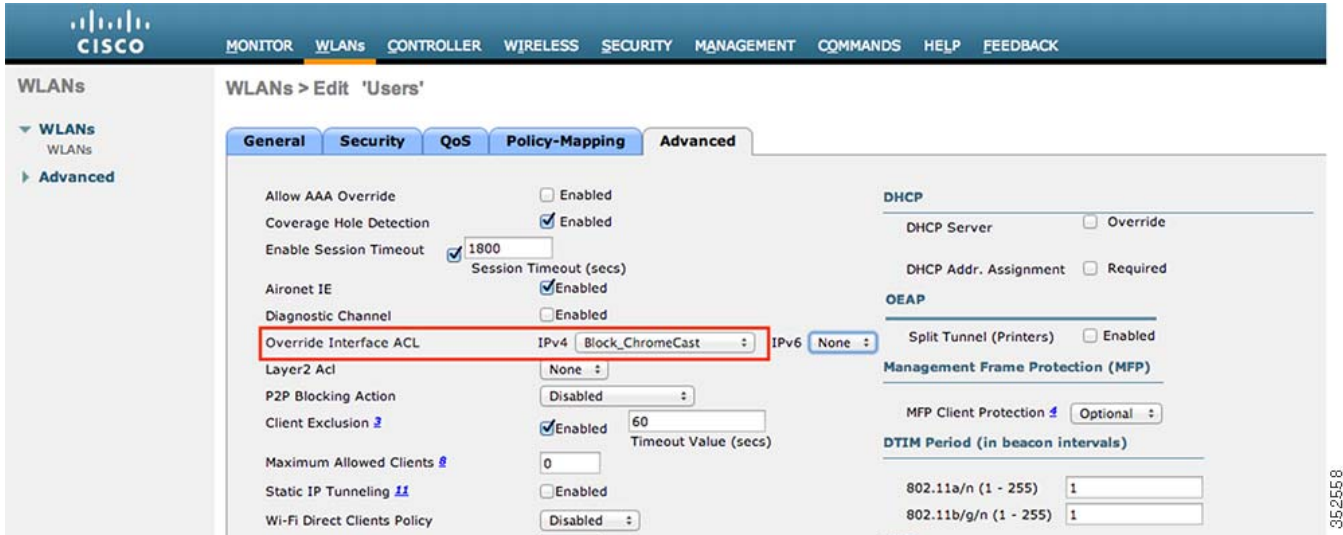 CISCO
MONITOR WLANs CONTROLLER WIRELESS SECURITY MANAGEMENT COMMANDS HELP FEEDBACK
WLANs
WLANs
WLANs
Advanced
WLANs > Edit 'Users'
General Security QoS Policy-Mapping Advanced
Allow AAA Override Enabled
Coverage Hole Detection Enabled
Enable Session Timeout 1800
Session Timeout (secs)
Aironet IE Enabled
Diagnostic Channel Enabled
Override Interface ACL IPv4 Block_ChromeCast IPv6 None
Layer2 Acl None
P2P Blocking Action Disabled
Client Exclusion 3 Enabled 60
Timeout Value (secs)
Maximum Allowed Clients 8 0
Static IP Tunneling 11 Enabled
Wi-Fi Direct Clients Policy Disabled
DHCP
DHCP Server Override
DHCP Addr. Assignment Required
OEAP
Split Tunnel (Printers) Enabled
Management Frame Protection (MFP)
MFP Client Protection 4 Optional
DTIM Period (in beacon intervals)
802.11a/n (1 - 255) 1
802.11b/g/n (1 - 255) 1
352558